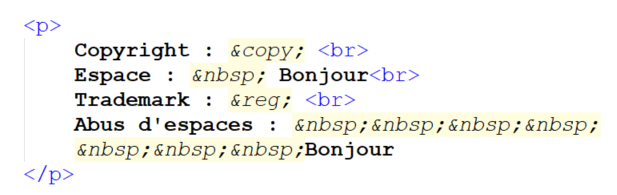 <p>
Copyright : &copy; <br>
Espace : &nbsp; Bonjour<br>
Trademark : &reg; <br>
Abus d'espaces : &nbsp;&nbsp;&nbsp;&nbsp;
&nbsp;&nbsp;&nbsp;Bonjour
</p>